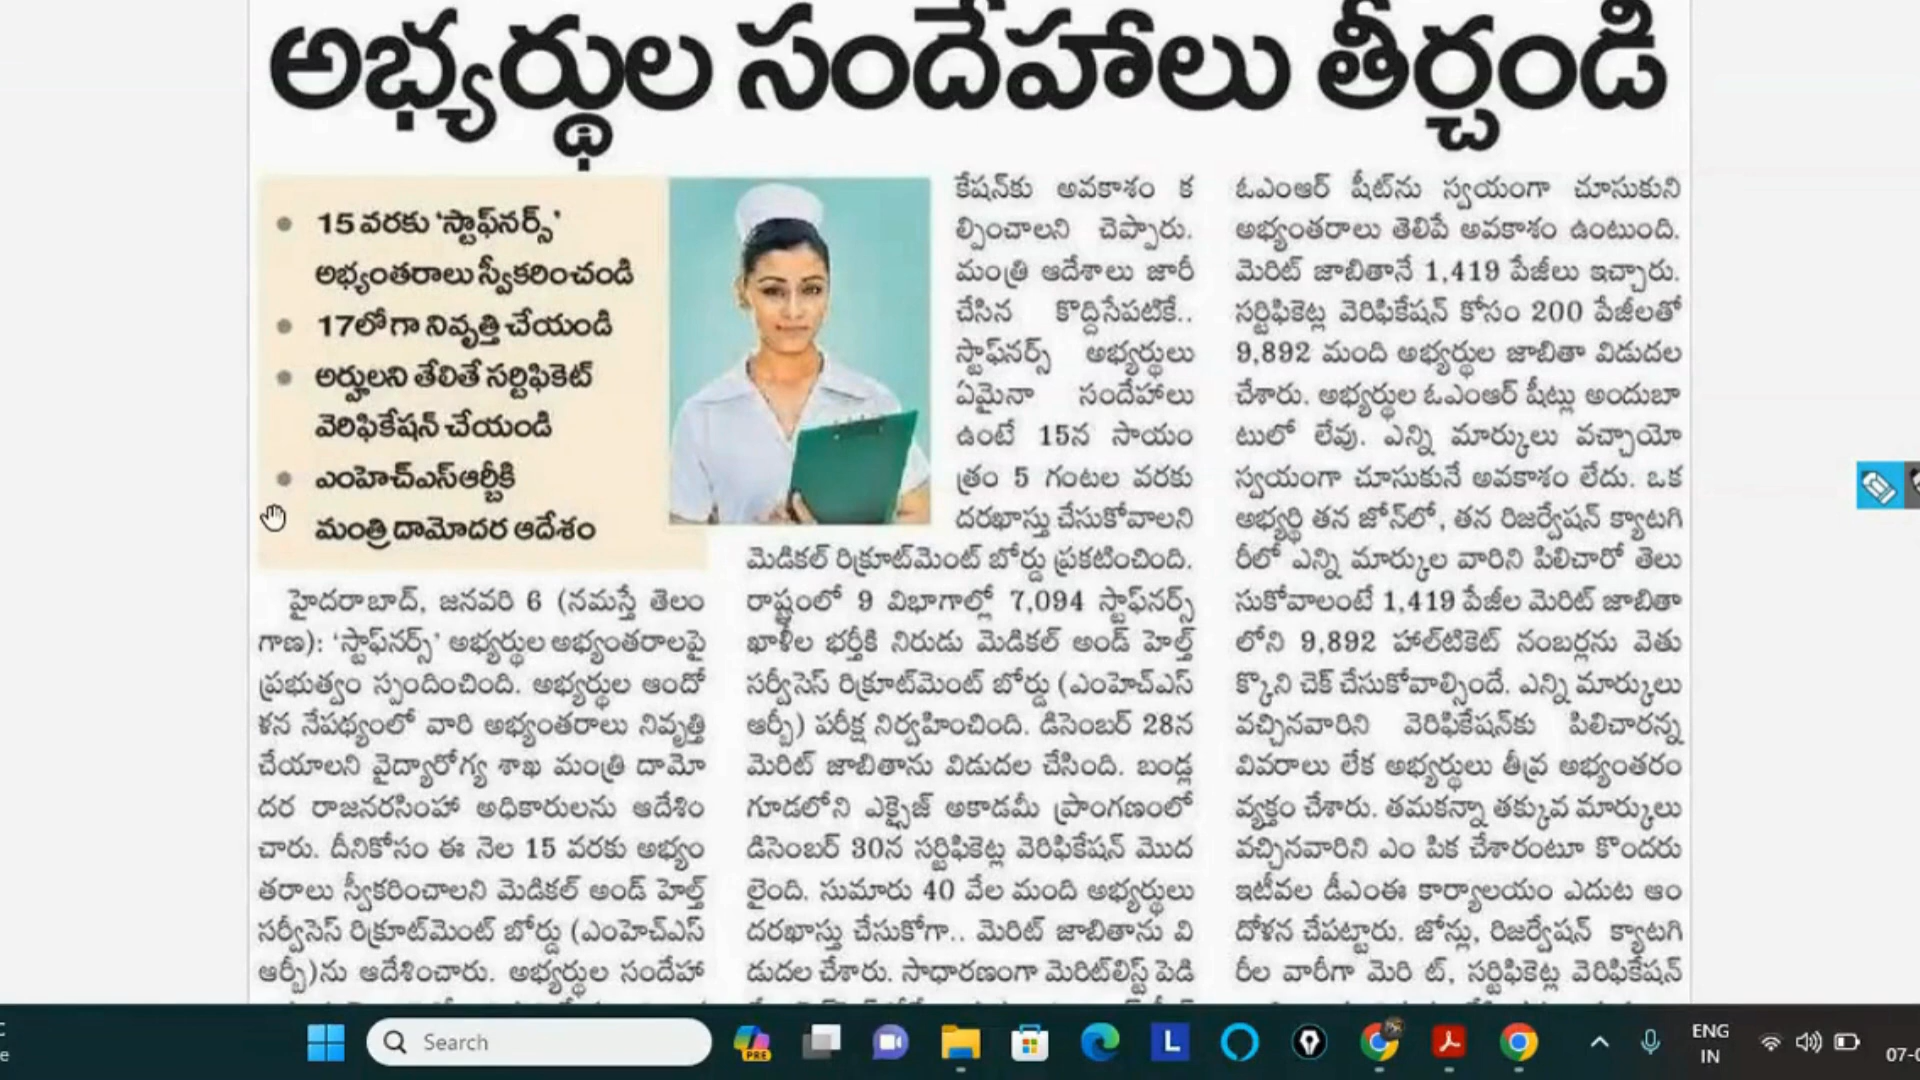 అభ్యర్థుల సందేహాలు తీర్చండి
15 వరకు ‘స్టాఫ్‌నర్స్’
అభ్యంతరాలు స్వీకరించండి
17లోగా నివృత్తి చేయండి
అర్హులని తేలితే సర్టిఫికెట్
వెరిఫికేషన్ చేయండి
ఎంహెచ్‌ఎస్‌ఆర్బీకి
మంత్రి దామోదర ఆదేశం
హైదరాబాద్, జనవరి 6 (నమస్తే తెలం
గాణ): ‘స్టాఫ్‌నర్స్’ అభ్యర్థుల అభ్యంతరాలపై
ప్రభుత్వం స్పందించింది. అభ్యర్థుల ఆందో
ళన నేపథ్యంలో వారి అభ్యంతరాలు నివృత్తి
చేయాలని వైద్యారోగ్య శాఖ మంత్రి దామో
దర రాజనరసింహా అధికారులను ఆదేశిం
చారు. దీనికోసం ఈ నెల 15 వరకు అభ్యం
తరాలు స్వీకరించాలని మెడికల్ అండ్ హెల్త్
సర్వీసెస్ రిక్రూట్‌మెంట్ బోర్డు (ఎంహెచ్‌ఎస్
ఆర్బీ)ను ఆదేశించారు. అభ్యర్థుల సందేహా
కేషన్‌కు అవకాశం క
ల్పించాలని చెప్పారు.
మంత్రి ఆదేశాలు జారీ
చేసిన కొద్దిసేపటికే..
స్టాఫ్‌నర్స్ అభ్యర్థులు
ఏమైనా సందేహాలు
ఉంటే 15న సాయం
త్రం 5 గంటల వరకు
దరఖాస్తు చేసుకోవాలని
మెడికల్ రిక్రూట్‌మెంట్ బోర్డు ప్రకటించింది.
రాష్ట్రంలో 9 విభాగాల్లో 7,094 స్టాఫ్‌నర్స్
ఖాళీల భర్తీకి నిరుడు మెడికల్ అండ్ హెల్త్
సర్వీసెస్ రిక్రూట్‌మెంట్ బోర్డు (ఎంహెచ్‌ఎస్
ఆర్బీ) పరీక్ష నిర్వహించింది. డిసెంబర్ 28న
మెరిట్ జాబితాను విడుదల చేసింది. బండ్ల
గూడలోని ఎక్సైజ్ అకాడమీ ప్రాంగణంలో
డిసెంబర్ 30న సర్టిఫికెట్ల వెరిఫికేషన్ మొద
లైంది. సుమారు 40 వేల మంది అభ్యర్థులు
దరఖాస్తు చేసుకోగా.. మెరిట్ జాబితాను వి
డుదల చేశారు. సాధారణంగా మెరిట్‌లిస్ట్ పెడి
ఓఎంఆర్ షీట్‌ను స్వయంగా చూసుకుని
అభ్యంతరాలు తెలిపే అవకాశం ఉంటుంది.
మెరిట్ జాబితానే 1,419 పేజీలు ఇచ్చారు.
సర్టిఫికెట్ల వెరిఫికేషన్ కోసం 200 పేజీలతో
9,892 మంది అభ్యర్థుల జాబితా విడుదల
చేశారు. అభ్యర్థుల ఓఎంఆర్ షీట్లు అందుబా
టులో లేవు. ఎన్ని మార్కులు వచ్చాయో
స్వయంగా చూసుకునే అవకాశం లేదు. ఒక
అభ్యర్థి తన జోన్‌లో, తన రిజర్వేషన్ క్యాటగి
రీలో ఎన్ని మార్కుల వారిని పిలిచారో తెలు
సుకోవాలంటే 1,419 పేజీల మెరిట్ జాబితా
లోని 9,892 హాల్‌టికెట్ నంబర్లను వెతు
క్కొని చెక్ చేసుకోవాల్సిందే. ఎన్ని మార్కులు
వచ్చినవారిని వెరిఫికేషన్‌కు పిలిచారన్న
వివరాలు లేక అభ్యర్థులు తీవ్ర అభ్యంతరం
వ్యక్తం చేశారు. తమకన్నా తక్కువ మార్కులు
వచ్చినవారిని ఎం పిక చేశారంటూ కొందరు
ఇటీవల డీఎంఈ కార్యాలయం ఎదుట ఆం
దోళన చేపట్టారు. జోన్లు, రిజర్వేషన్ క్యాటగి
రీల వారీగా మెరి ట్, సర్టిఫికెట్ల వెరిఫికేషన్
Search
PRE
L
ENG
IN